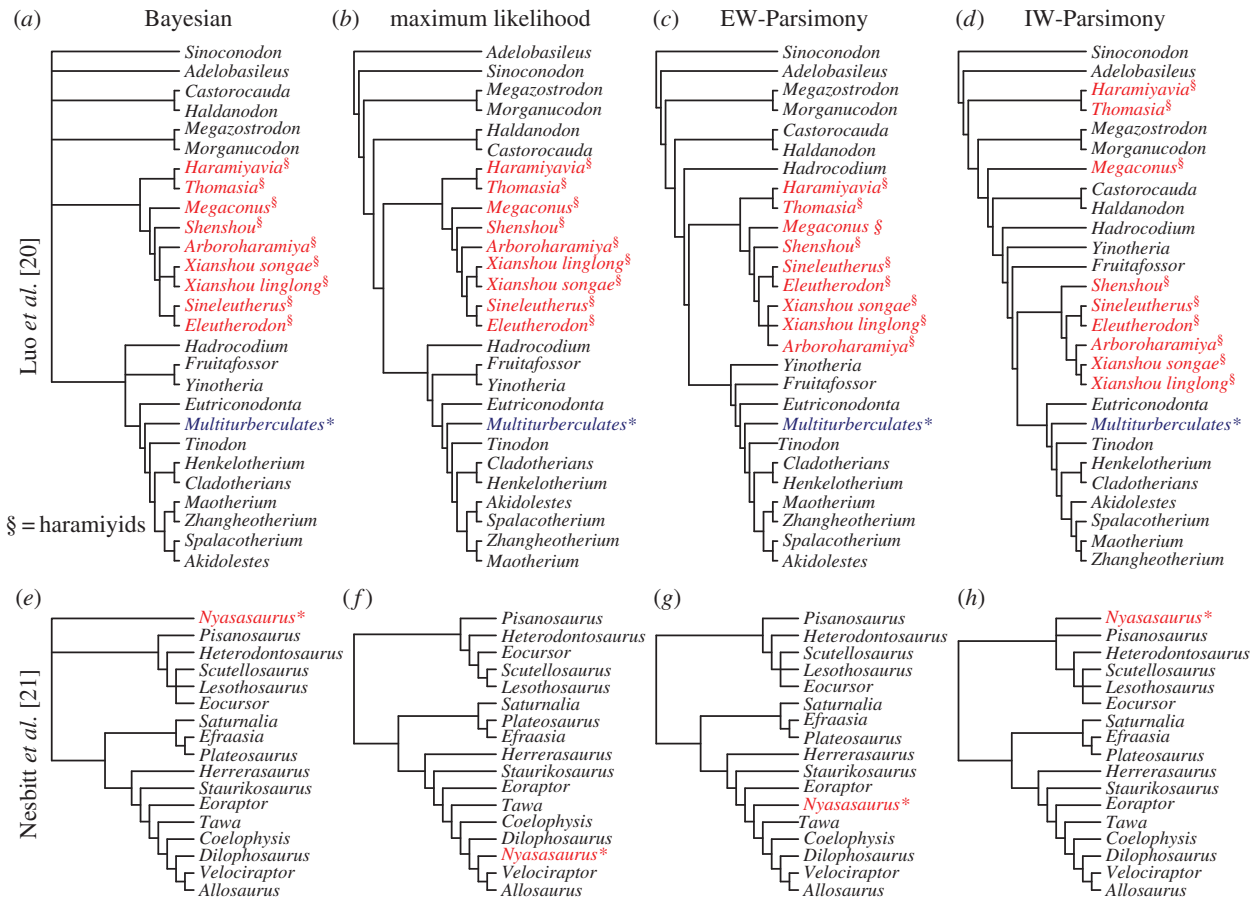 (a) Bayesian
(b) maximum likelihood
(c) EW-Parsimony
(d) IW-Parsimony
Luo et al. [20]
Sinoconodon
Adelobasileus
Castorocauda
Haldanodon
Megazostrodon
Morganucodon
Haramiyavia§
Thomasia§
Megaconus§
Shenshou§
Arboroharamiya§
Xianshou songae§
Xianshou linglong§
Sineleutherus§
Eleutherodon§
Hadrocodium
Fruitafossor
Yinotheria
Eutriconodonta
Multiturberculates*
Tinodon
Henkelotherium
Cladotherians
Maotherium
Zhangheotherium
Spalacotherium
Akidolestes
§ = haramiyids
Adelobasileus
Sinoconodon
Megazostrodon
Morganucodon
Haldanodon
Castorocauda
Haramiyavia§
Thomasia§
Megaconus§
Shenshou§
Arboroharamiya§
Xianshou linglong§
Xianshou songae§
Sineleutherus§
Eleutherodon§
Hadrocodium
Fruitafossor
Yinotheria
Eutriconodonta
Multiturberculates*
Tinodon
Cladotherians
Henkelotherium
Akidolestes
Spalacotherium
Zhangheotherium
Maotherium
Sinoconodon
Adelobasileus
Megazostrodon
Morganucodon
Castorocauda
Haldanodon
Hadrocodium
Haramiyavia§
Thomasia§
Megaconus §
Shenshou§
Sineleutherus§
Eleutherodon§
Xianshou songae§
Xianshou linglong§
Arboroharamiya§
Yinotheria
Fruitafossor
Eutriconodonta
Multiturberculates*
Tinodon
Cladotherians
Henkelotherium
Maotherium
Zhangheotherium
Spalacotherium
Akidolestes
Sinoconodon
Adelobasileus
Haramiyavia§
Thomasia§
Megazostrodon
Morganucodon
Megaconus§
Castorocauda
Haldanodon
Hadrocodium
Yinotheria
Fruitafossor
Shenshou§
Sineleutherus§
Eleutherodon§
Arboroharamiya§
Xianshou songae§
Xianshou linglong§
Eutriconodonta
Multiturberculates*
Tinodon
Henkelotherium
Cladotherians
Akidolestes
Spalacotherium
Maotherium
Zhangheotherium
Nesbitt et al. [21]
(e)
Nyasasaurus*
Pisanosaurus
Heterodontosaurus
Scutellosaurus
Lesothosaurus
Eocursor
Saturnalia
Efraasia
Plateosaurus
Herrerasaurus
Staurikosaurus
Eoraptor
Tawa
Coelophysis
Dilophosaurus
Velociraptor
Allosaurus
(f)
Pisanosaurus
Heterodontosaurus
Eocursor
Scutellosaurus
Lesothosaurus
Saturnalia
Plateosaurus
Efraasia
Herrerasaurus
Staurikosaurus
Eoraptor
Tawa
Coelophysis
Dilophosaurus
Nyasasaurus*
Velociraptor
Allosaurus
(g)
Pisanosaurus
Heterodontosaurus
Scutellosaurus
Lesothosaurus
Eocursor
Saturnalia
Efraasia
Plateosaurus
Herrerasaurus
Staurikosaurus
Eoraptor
Nyasasaurus*
Tawa
Coelophysis
Dilophosaurus
Velociraptor
Allosaurus
(h)
Nyasasaurus*
Pisanosaurus
Heterodontosaurus
Scutellosaurus
Lesothosaurus
Eocursor
Saturnalia
Efraasia
Plateosaurus
Herrerasaurus
Staurikosaurus
Eoraptor
Tawa
Coelophysis
Dilophosaurus
Velociraptor
Allosaurus